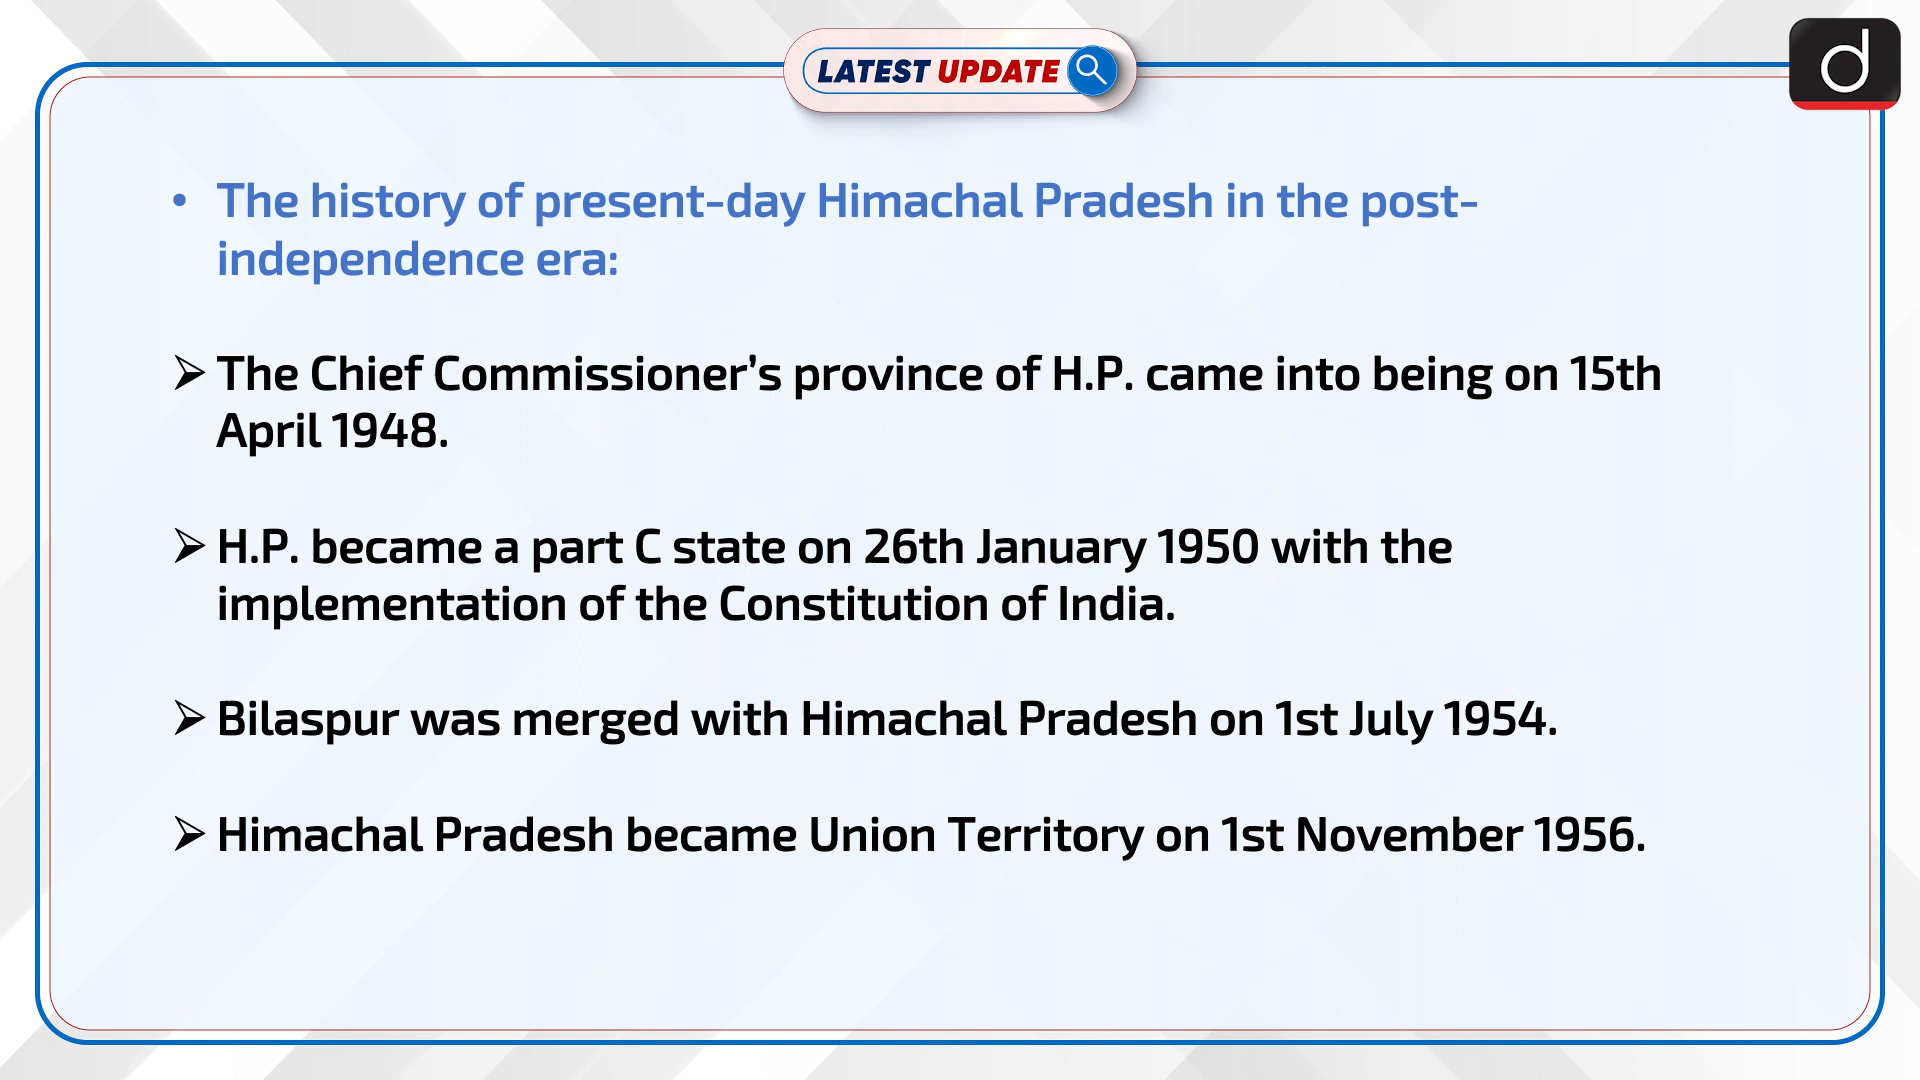 LATEST UPDATE
d
• The history of present-day Himachal Pradesh in the post-
independence era:
➢ The Chief Commissioner’s province of H.P. came into being on 15th
April 1948.
➢ H.P. became a part C state on 26th January 1950 with the
implementation of the Constitution of India.
➢ Bilaspur was merged with Himachal Pradesh on 1st July 1954.
➢ Himachal Pradesh became Union Territory on 1st November 1956.